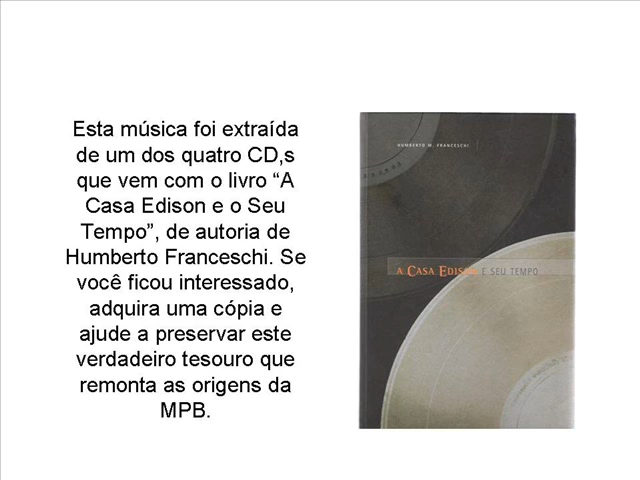 Esta música foi extraída
de um dos quatro CD,s
que vem com o livro “A
Casa Edison e o Seu
Tempo”, de autoria de
Humberto Franceschi. Se
você ficou interessado,
adquira uma cópia e
ajude a preservar este
verdadeiro tesouro que
remonta as origens da
MPB.
HUMBERTO M. FRANCESCHI
A CASA EDISON E SEU TEMPO